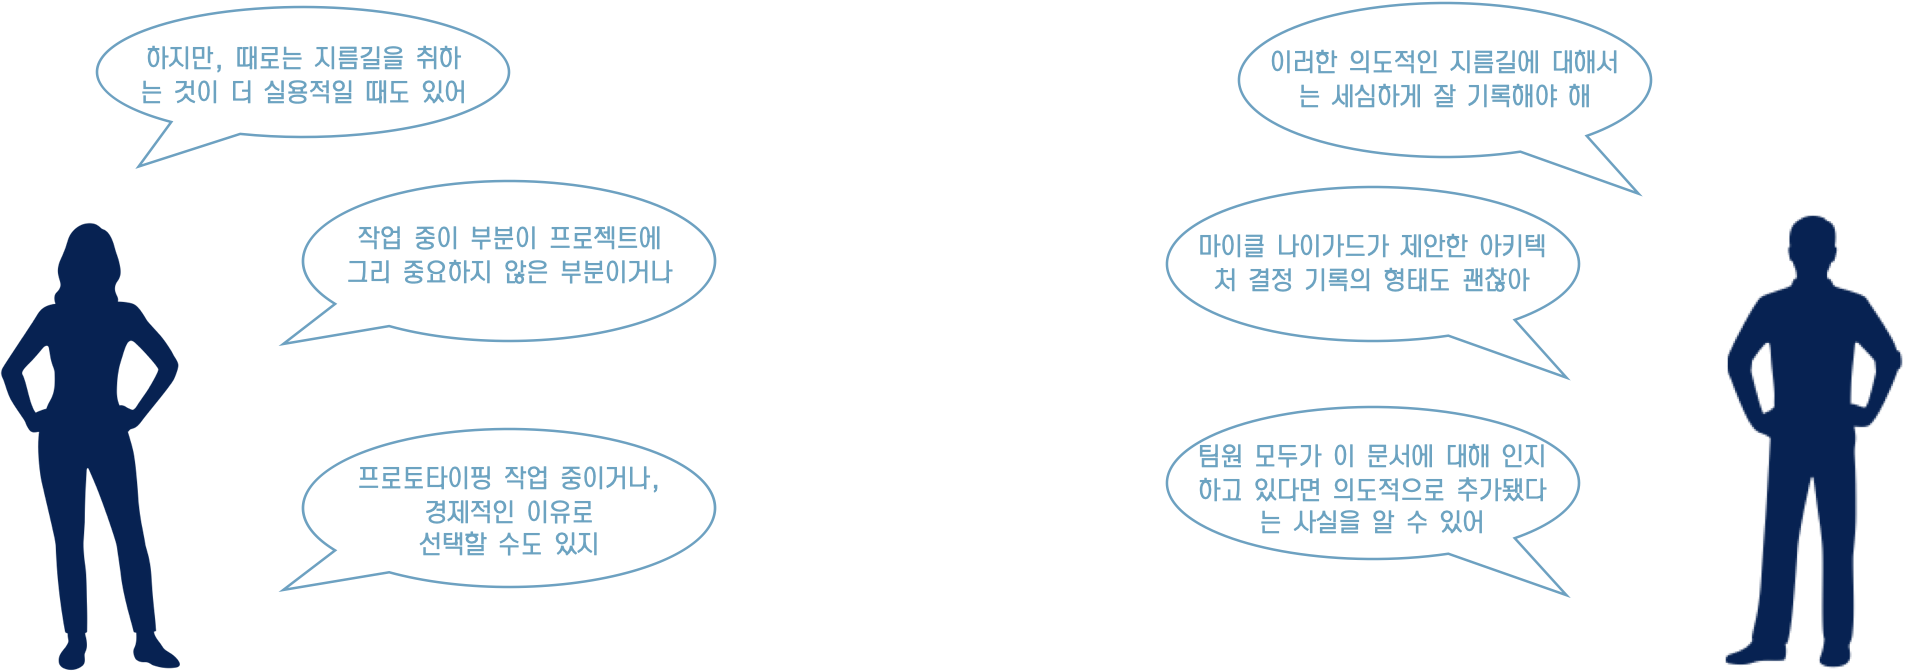 하지만, 때로는 지름길을 취하
는 것이 더 실용적일 때도 있어
작업 중이 부분이 프로젝트에
그리 중요하지 않은 부분이거나
프로토타이핑 작업 중이거나,
경제적인 이유로
선택할 수도 있지
이러한 의도적인 지름길에 대해서
는 세심하게 잘 기록해야 해
마이클 나이가드가 제안한 아키텍
처 결정 기록의 형태도 괜찮아
팀원 모두가 이 문서에 대해 인지
하고 있다면 의도적으로 추가됐다
는 사실을 알 수 있어